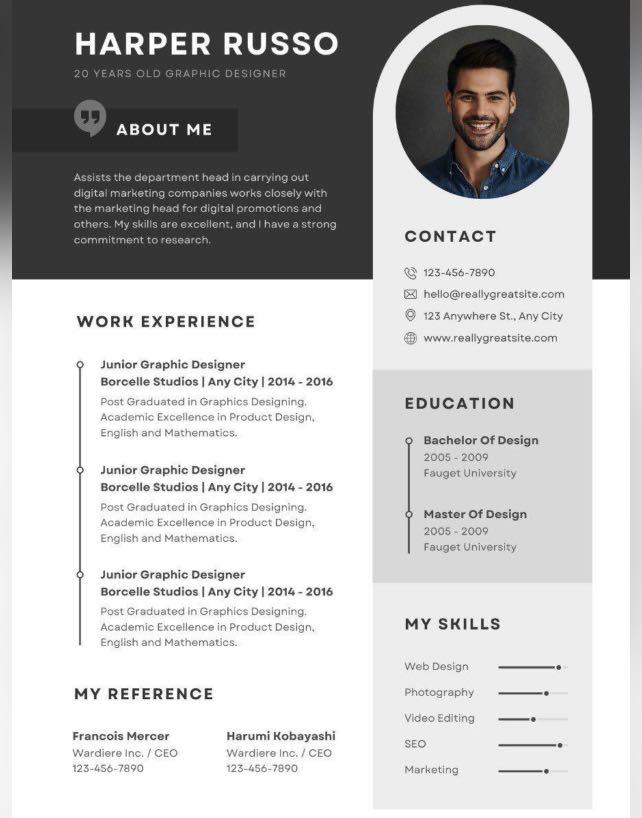 HARPER RUSSO
20 YEARS OLD GRAPHIC DESIGNER
ABOUT ME
Assists the department head in carrying out
digital marketing companies works closely with
the marketing head for digital promotions and
others. My skills are excellent, and I have a strong
commitment to research.
WORK EXPERIENCE
Junior Graphic Designer
Borcelle Studios | Any City | 2014 - 2016
Post Graduated in Graphics Designing.
Academic Excellence in Product Design,
English and Mathematics.
Junior Graphic Designer
Borcelle Studios | Any City | 2014 - 2016
Post Graduated in Graphics Designing.
Academic Excellence in Product Design,
English and Mathematics.
Junior Graphic Designer
Borcelle Studios | Any City | 2014 - 2016
Post Graduated in Graphics Designing.
Academic Excellence in Product Design,
English and Mathematics.
MY REFERENCE
Francois Mercer
Wardiere Inc. / CEO
123-456-7890
Harumi Kobayashi
Wardiere Inc. / CEO
123-456-7890
CONTACT
123-456-7890
hello@reallygreatsite.com
123 Anywhere St., Any City
www.reallygreatsite.com
EDUCATION
Bachelor Of Design
2005 - 2009
Fauget University
Master Of Design
2005 - 2009
Fauget University
MY SKILLS
Web Design
Photography
Video Editing
SEO
Marketing